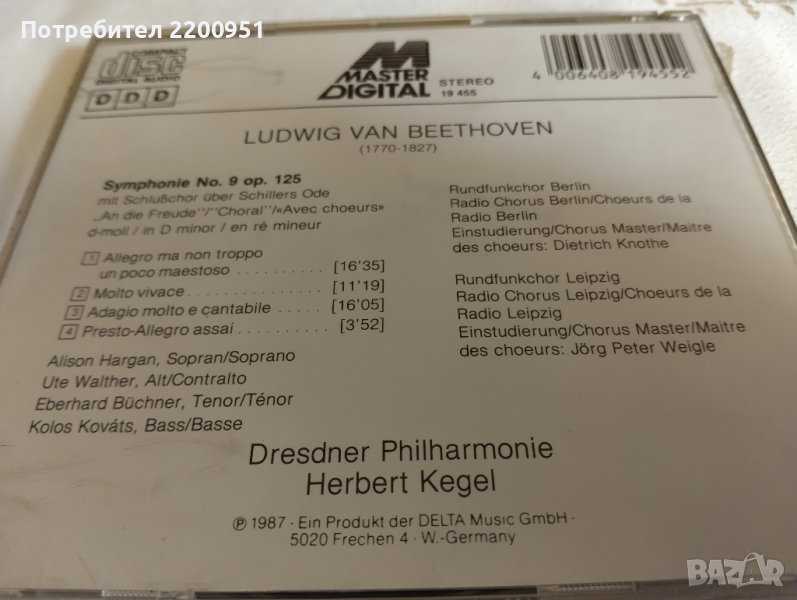 Потребител 2200951
COMPACT
disc
DIGITAL AUDIO
D D D
M
MASTER
DIGITAL
STEREO
19 455
4 006408 194552
LUDWIG VAN BEETHOVEN
(1770-1827)
Symphonie No. 9 op. 125
mit Schlußchor über Schillers Ode
„An die Freude"/"Choral"/«Avec choeurs»
d-moll / in D minor / en ré mineur
1 Allegro ma non troppo
un poco maestoso .......... [16'35]
2 Molto vivace ............... [11'19]
3 Adagio molto e cantabile ..... [16'05]
4 Presto-Allegro assai .......... [3'52]
Alison Hargan, Sopran/Soprano
Ute Walther, Alt/Contralto
Eberhard Büchner, Tenor/Ténor
Kolos Kováts, Bass/Basse
Rundfunkchor Berlin
Radio Chorus Berlin/Choeurs de la
Radio Berlin
Einstudierung/Chorus Master/Maitre
des choeurs: Dietrich Knothe
Rundfunkchor Leipzig
Radio Chorus Leipzig/Choeurs de la
Radio Leipzig
Einstudierung/Chorus Master/Maitre
des choeurs: Jörg Peter Weigle
Dresdner Philharmonie
Herbert Kegel
℗ 1987 · Ein Produkt der DELTA Music GmbH ·
5020 Frechen 4 · W.-Germany
BAZAR